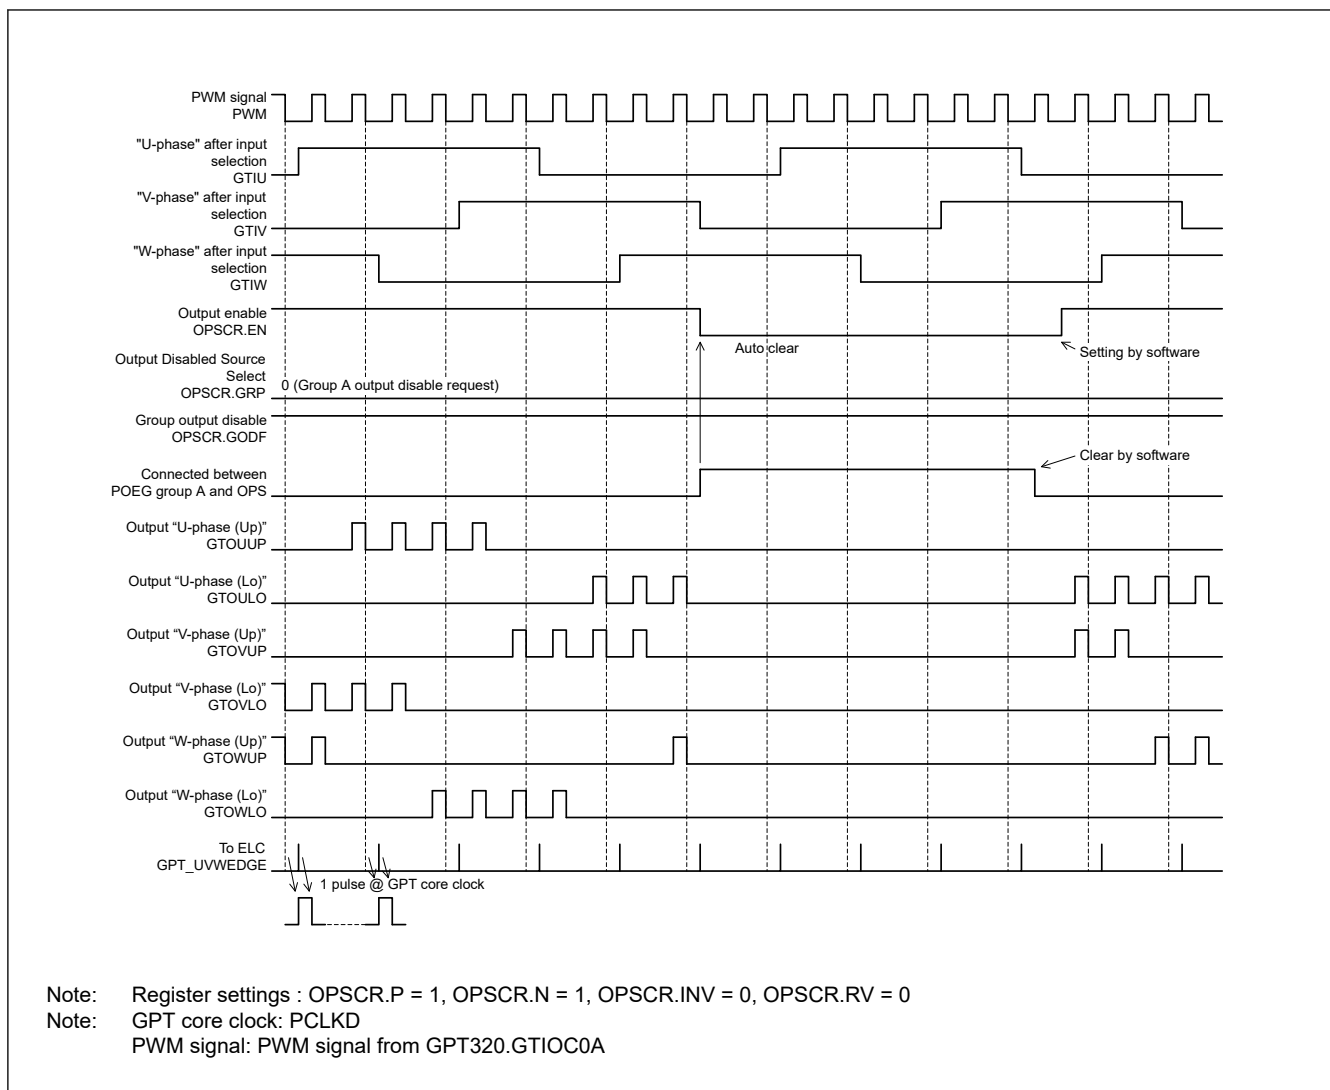 PWM signal
PWM
"U-phase" after input
selection
GTIU
"V-phase" after input
selection
GTIV
"W-phase" after input
selection
GTIW
Output enable
OPSCR.EN
Auto clear
Setting by software
Output Disabled Source
Select
OPSCR.GRP
0 (Group A output disable request)
Group output disable
OPSCR.GODF
Clear by software
Connected between
POEG group A and OPS
Output “U-phase (Up)”
GTOUUP
Output “U-phase (Lo)”
GTOULO
Output “V-phase (Up)”
GTOVUP
Output “V-phase (Lo)”
GTOVLO
Output “W-phase (Up)”
GTOWUP
Output “W-phase (Lo)”
GTOWLO
To ELC
GPT_UVWEDGE
1 pulse @ GPT core clock
Note: Register settings : OPSCR.P = 1, OPSCR.N = 1, OPSCR.INV = 0, OPSCR.RV = 0
Note: GPT core clock: PCLKD
PWM signal: PWM signal from GPT320.GTIOC0A